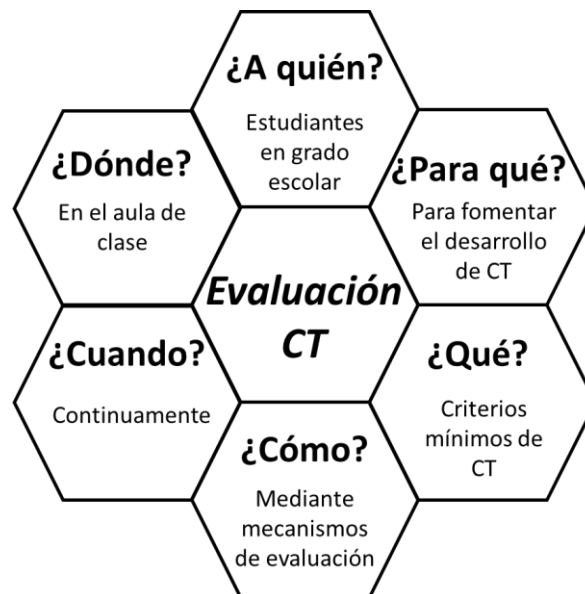 ¿A quién?
Estudiantes
en grado
escolar
¿Dónde?
En el aula de
clase
¿Para qué?
Para fomentar
el desarrollo
de CT
Evaluación
CT
¿Cuando?
Continuamente
¿Qué?
Criterios
mínimos de
CT
¿Cómo?
Mediante
mecanismos
de evaluación